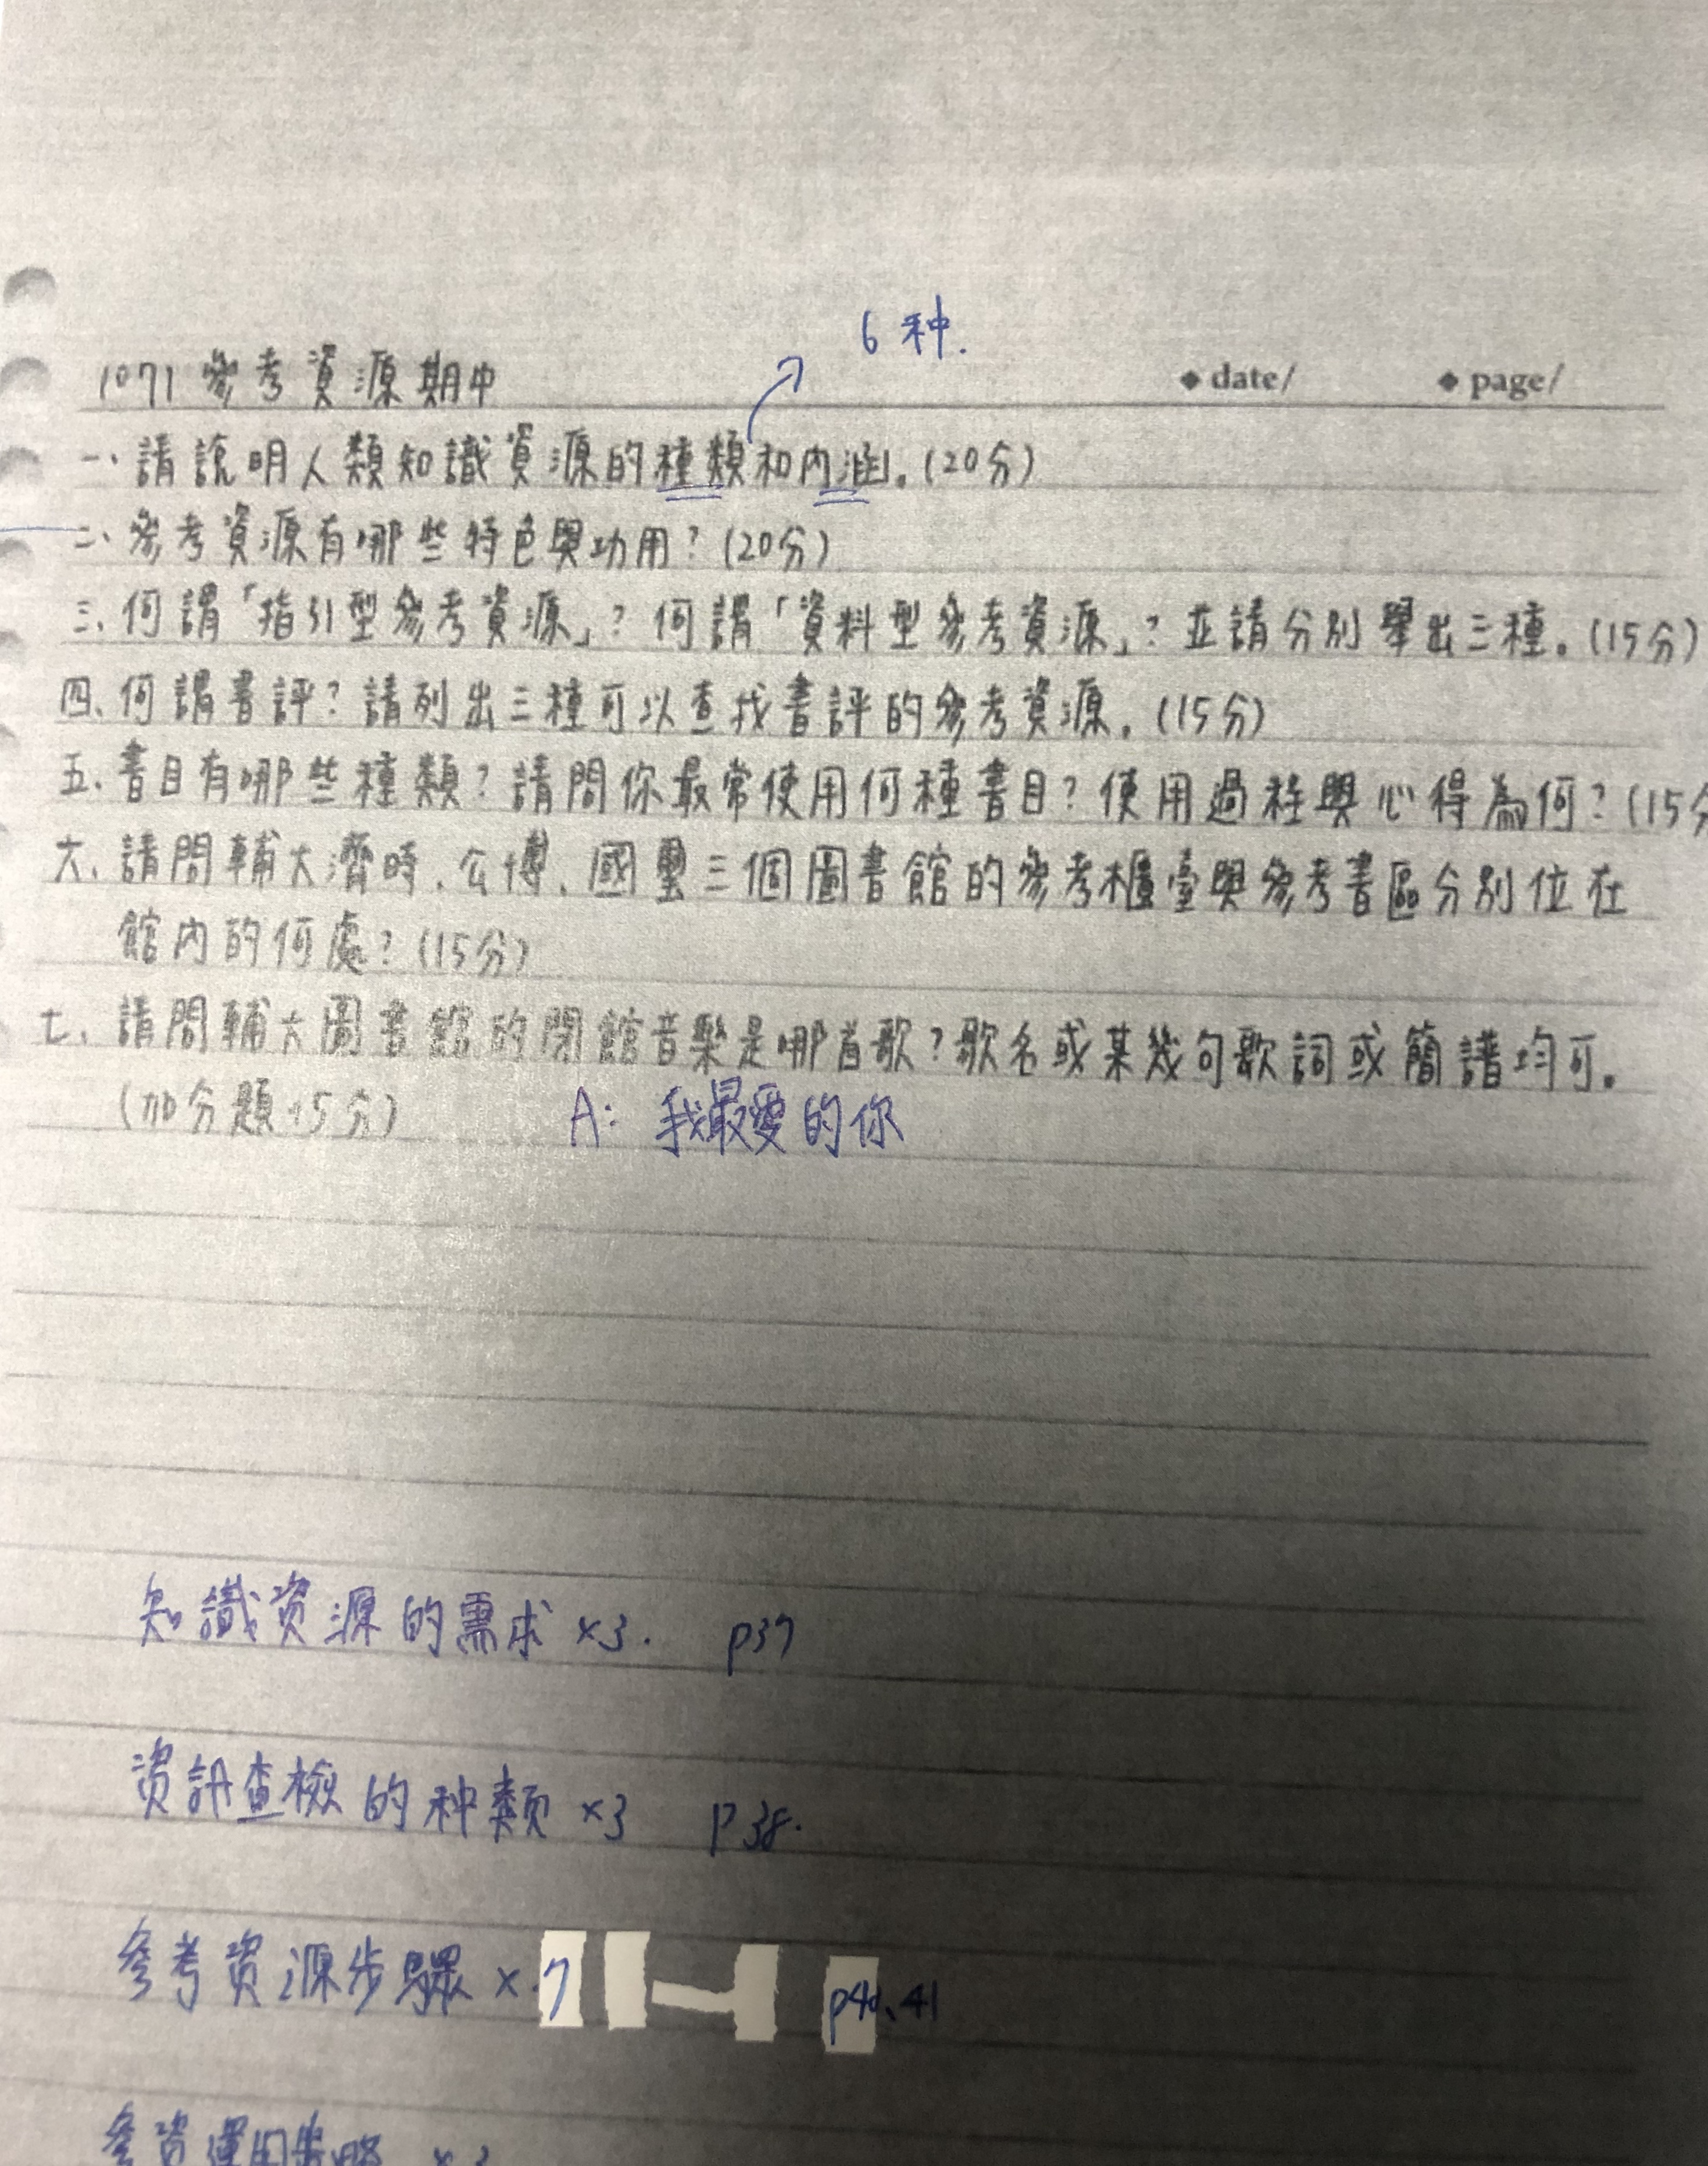 6 种.
1071 參考資源期中
◆ date/ ◆ page/
一、請說明人類知識資源的種類和內涵。(20分)
二、參考資源有哪些特色與功用?(20分)
三、何謂「指引型參考資源」?何謂「資料型參考資源」?並請分別舉出三種。(15分)
四、何謂書評?請列出三種可以查找書評的參考資源。(15分)
五、書目有哪些種類?請問你最常使用何種書目?使用過程與心得為何?(15分
六、請問輔大濟時、公博、國璽三個圖書館的參考櫃臺與參考書區分別位在
館內的何處?(15分)
七、請問輔大圖書館的閉館音樂是哪首歌?歌名或某幾句歌詞或簡譜均可。
(加分題+5分) A: 我最愛的你
知識資源的需求 ×3. p37
資訊查檢的种類 ×3 P38.
參考資源步驟 ×.7 p40、41
參資運用策略 ×3